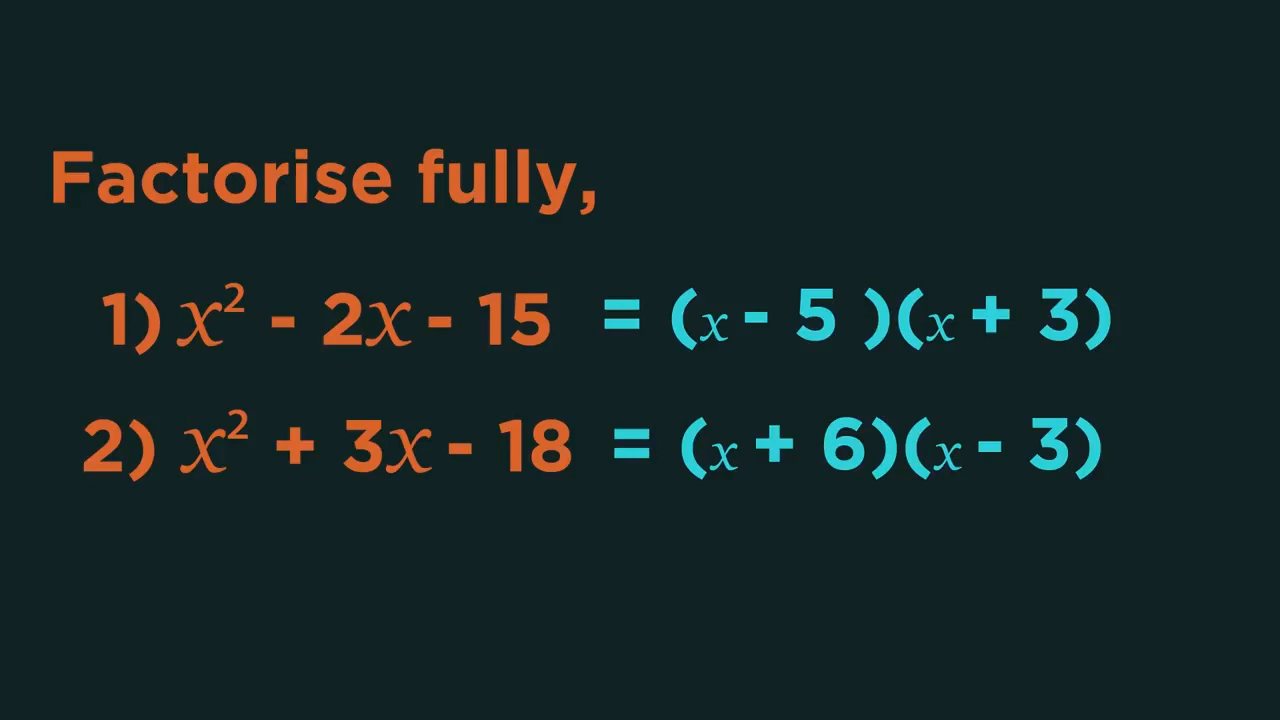 Factorise fully,
1) x² - 2x - 15 = (x - 5 )(x + 3)
2) x² + 3x - 18 = (x + 6)(x - 3)